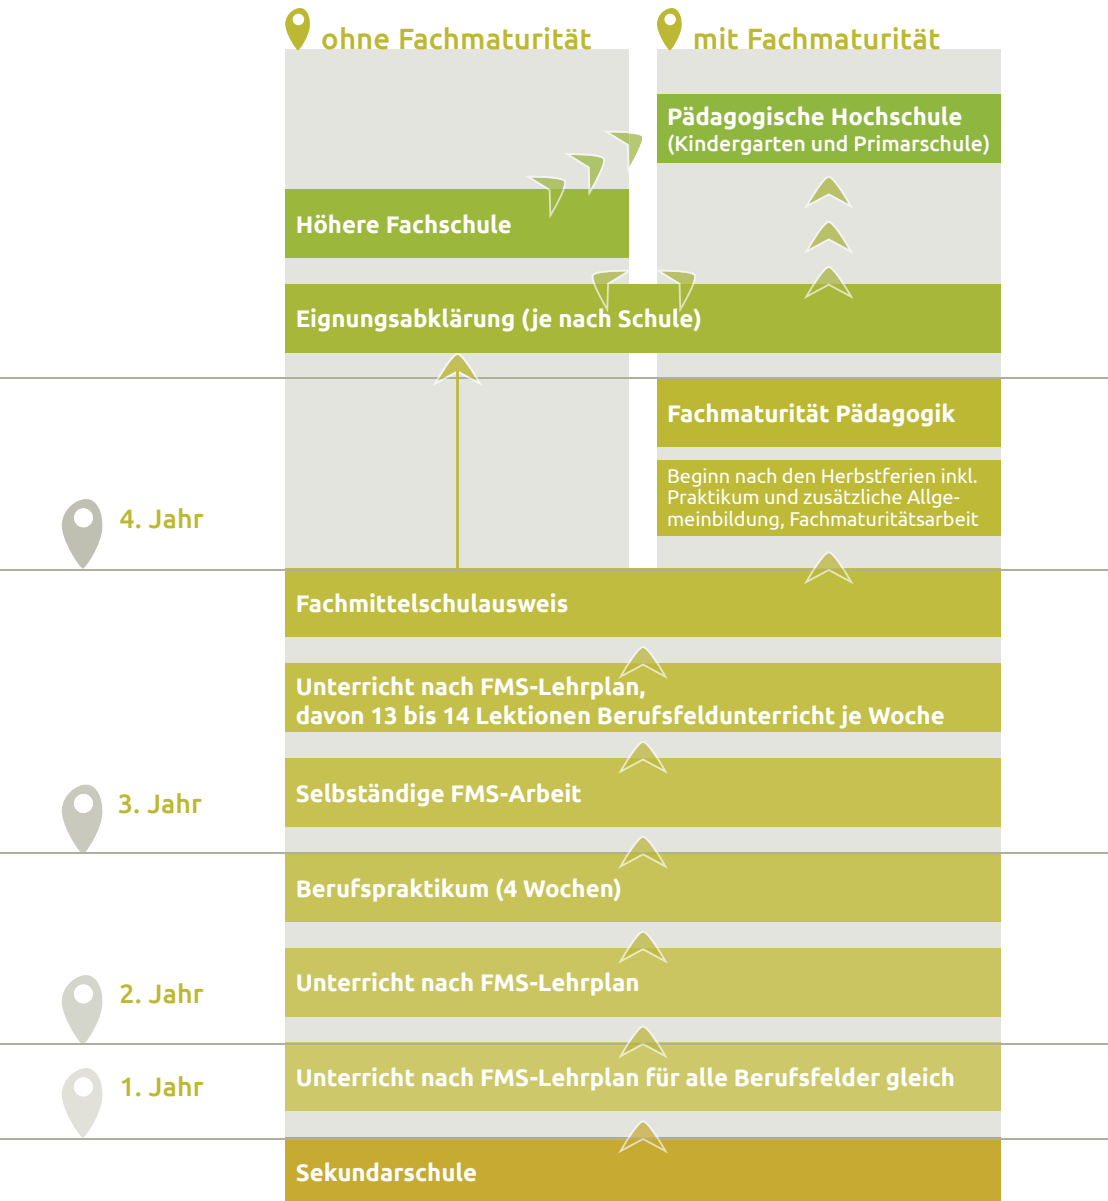 ohne Fachmaturität
mit Fachmaturität
Pädagogische Hochschule
(Kindergarten und Primarschule)
Höhere Fachschule
Eignungsabklärung (je nach Schule)
Fachmaturität Pädagogik
Beginn nach den Herbstferien inkl.
Praktikum und zusätzliche Allge-
meinbildung, Fachmaturitätsarbeit
4. Jahr
Fachmittelschulausweis
Unterricht nach FMS-Lehrplan,
davon 13 bis 14 Lektionen Berufsfeldunterricht je Woche
Selbständige FMS-Arbeit
3. Jahr
Berufspraktikum (4 Wochen)
Unterricht nach FMS-Lehrplan
2. Jahr
Unterricht nach FMS-Lehrplan für alle Berufsfelder gleich
1. Jahr
Sekundarschule